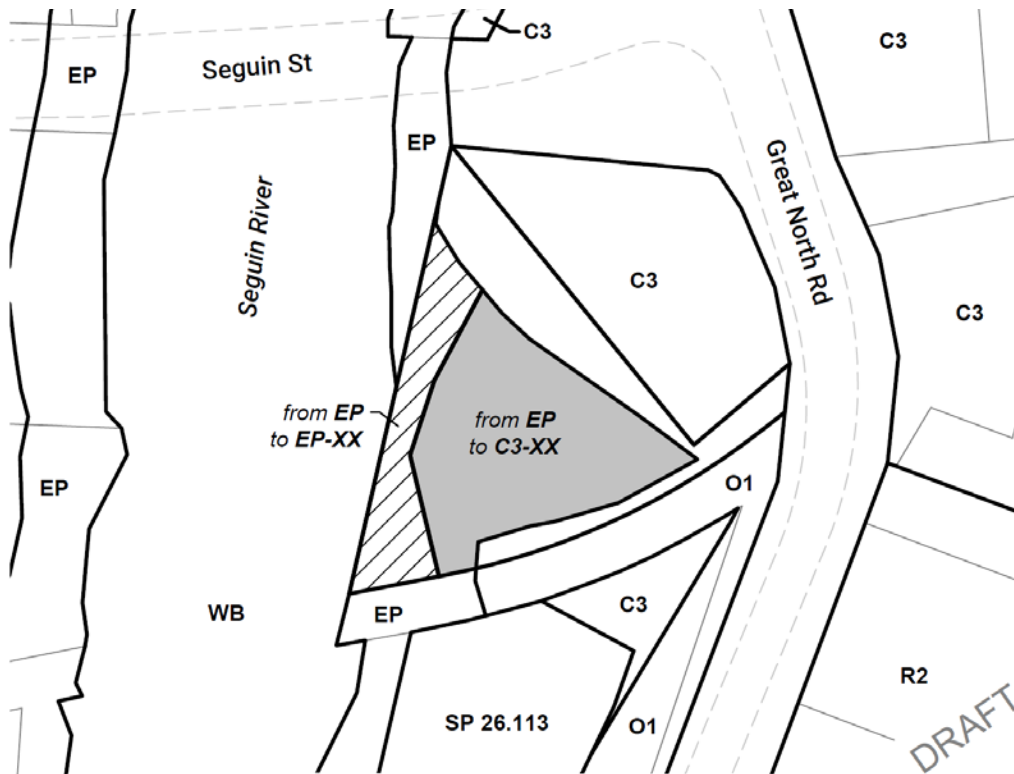 C3
C3
EP
Seguin St
EP
Great North Rd
Seguin River
C3
C3
from EP
to EP-XX
from EP
to C3-XX
EP
O1
WB
EP
C3
R2
SP 26.113
O1
DRAFT